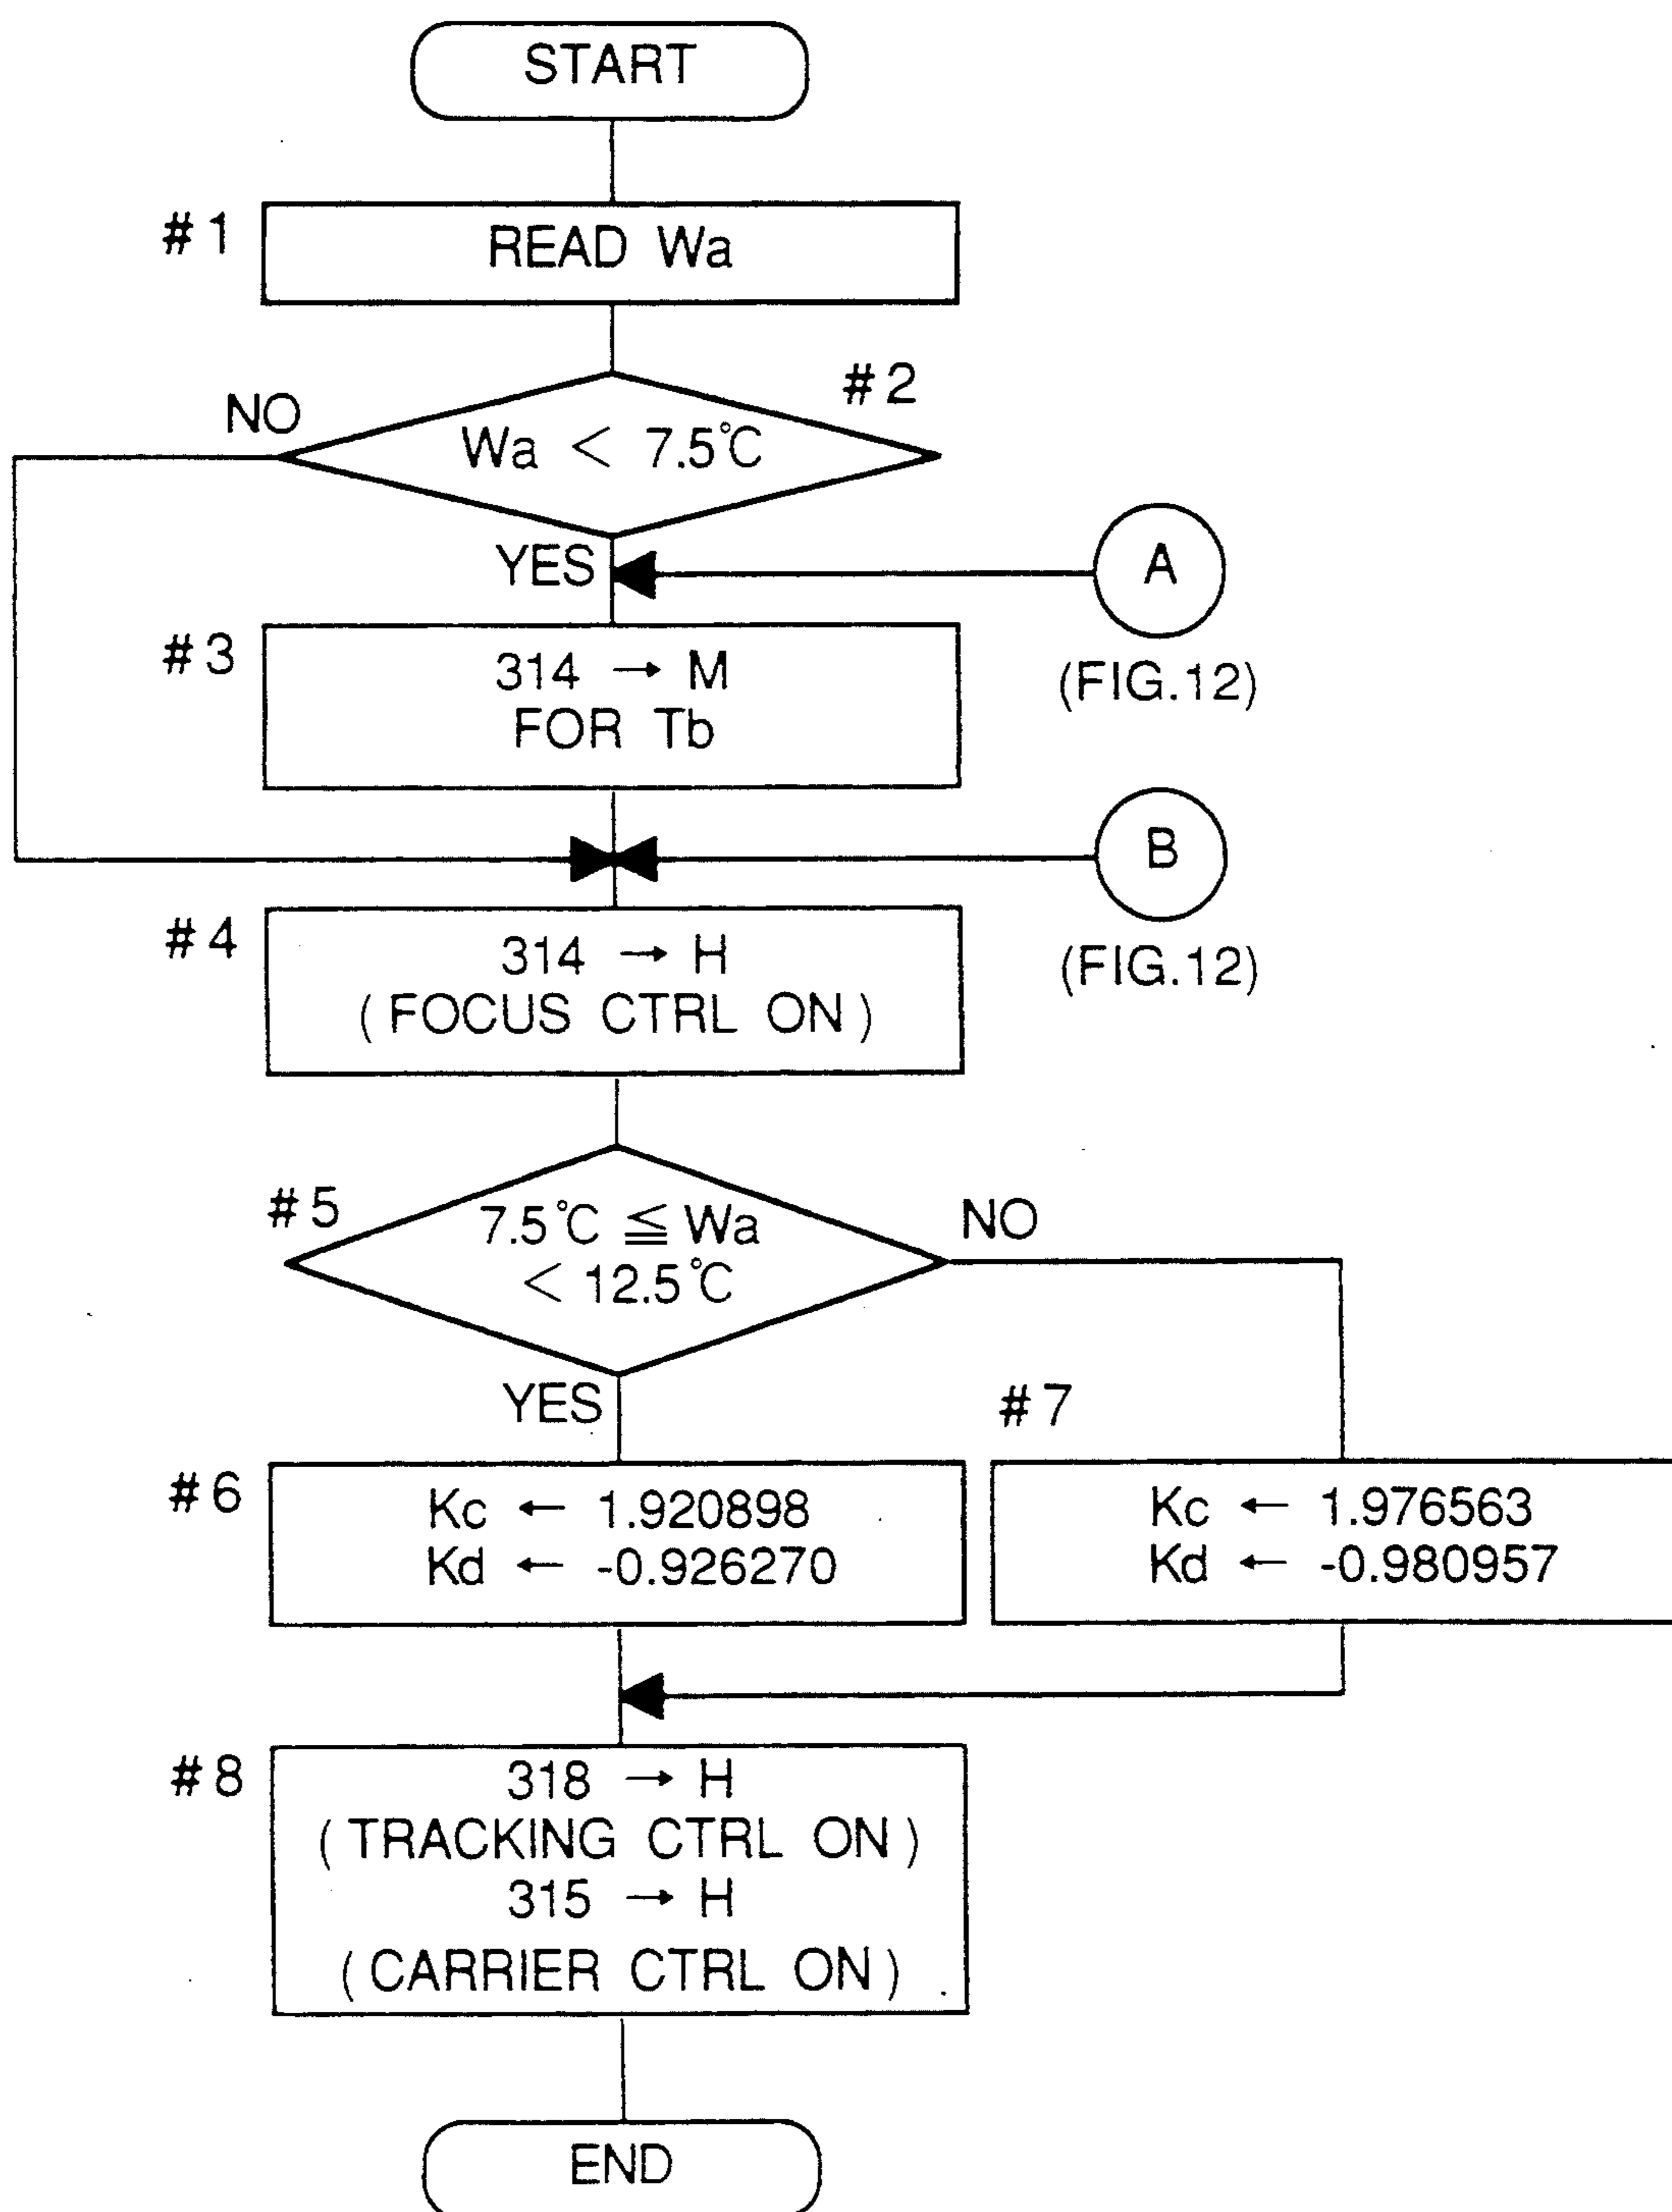 START
#1
READ Wa
#2
NO
Wa < 7.5°C
YES
A
(FIG.12)
#3
314 → M
FOR Tb
B
(FIG.12)
#4
314 → H
(FOCUS CTRL ON)
#5
7.5°C ≦ Wa
< 12.5°C
NO
YES
#6
Kc ← 1.920898
Kd ← -0.926270
#7
Kc ← 1.976563
Kd ← -0.980957
#8
318 → H
(TRACKING CTRL ON)
315 → H
(CARRIER CTRL ON)
END